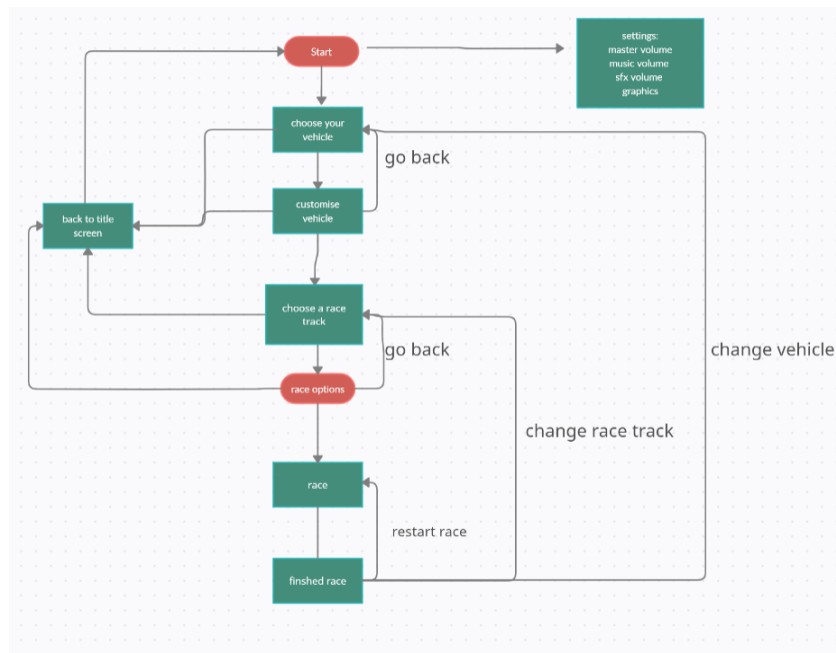 Start
settings:
master volume
music volume
sfx volume
graphics
choose your
vehicle
go back
customise
vehicle
back to title
screen
choose a race
track
go back
change vehicle
race options
change race track
race
restart race
finshed race